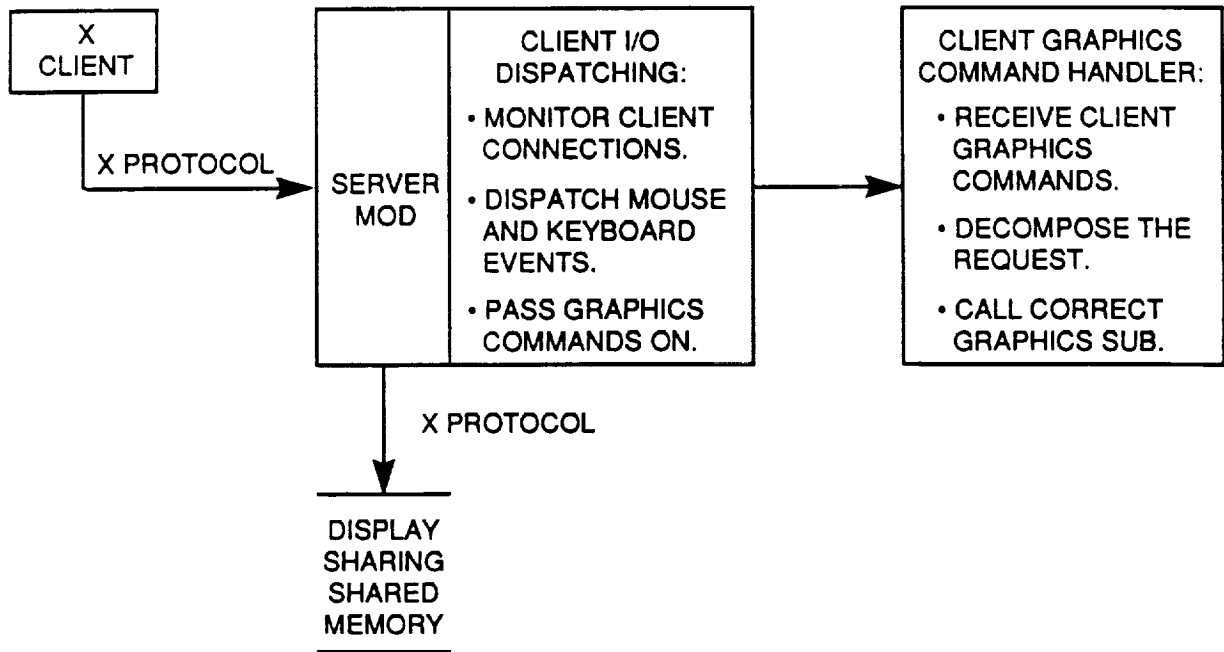 X
CLIENT
X PROTOCOL
SERVER
MOD
CLIENT I/O
DISPATCHING:
• MONITOR CLIENT
CONNECTIONS.
• DISPATCH MOUSE
AND KEYBOARD
EVENTS.
• PASS GRAPHICS
COMMANDS ON.
CLIENT GRAPHICS
COMMAND HANDLER:
• RECEIVE CLIENT
GRAPHICS
COMMANDS.
• DECOMPOSE THE
REQUEST.
• CALL CORRECT
GRAPHICS SUB.
X PROTOCOL
DISPLAY
SHARING
SHARED
MEMORY